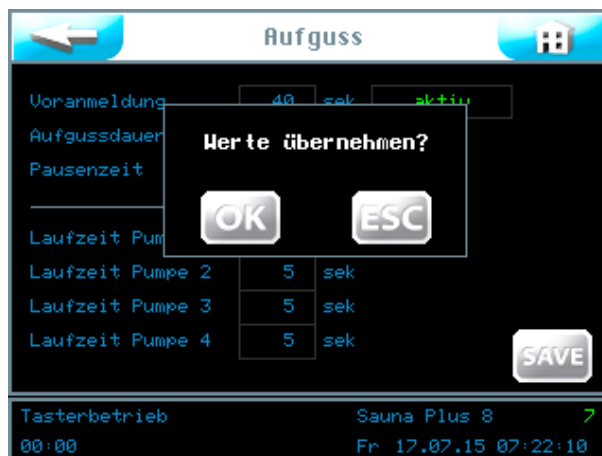 Aufguss
Voranmeldung 40 sek aktiv
Aufgussdauer
Werte übernehmen?
Pausenzeit
OK ESC
Laufzeit Pum
Laufzeit Pumpe 2 5 sek
Laufzeit Pumpe 3 5 sek
Laufzeit Pumpe 4 5 sek
SAVE
Tasterbetrieb Sauna Plus 8 7
00:00 Fr 17.07.15 07:22:10